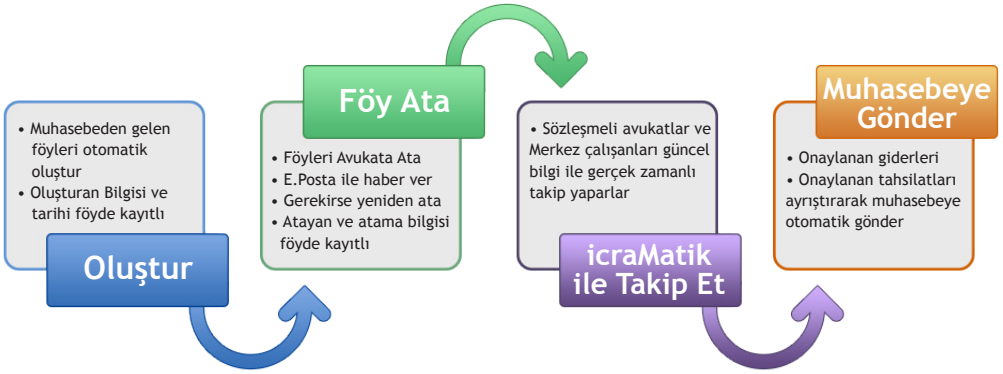 • Muhasebeden gelen
föyleri otomatik
oluştur
• Oluşturan Bilgisi ve
tarihi föyde kayıtlı
Oluştur
Föy Ata
• Föyleri Avukata Ata
• E.Posta ile haber ver
• Gerekirse yeniden ata
• Atayan ve atama bilgisi
föyde kayıtlı
• Sözleşmeli avukatlar ve
Merkez çalışanları güncel
bilgi ile gerçek zamanlı
takip yaparlar
icraMatik
ile Takip Et
Muhasebeye
Gönder
• Onaylanan giderleri
• Onaylanan tahsilatları
ayrıştırarak muhasebeye
otomatik gönder